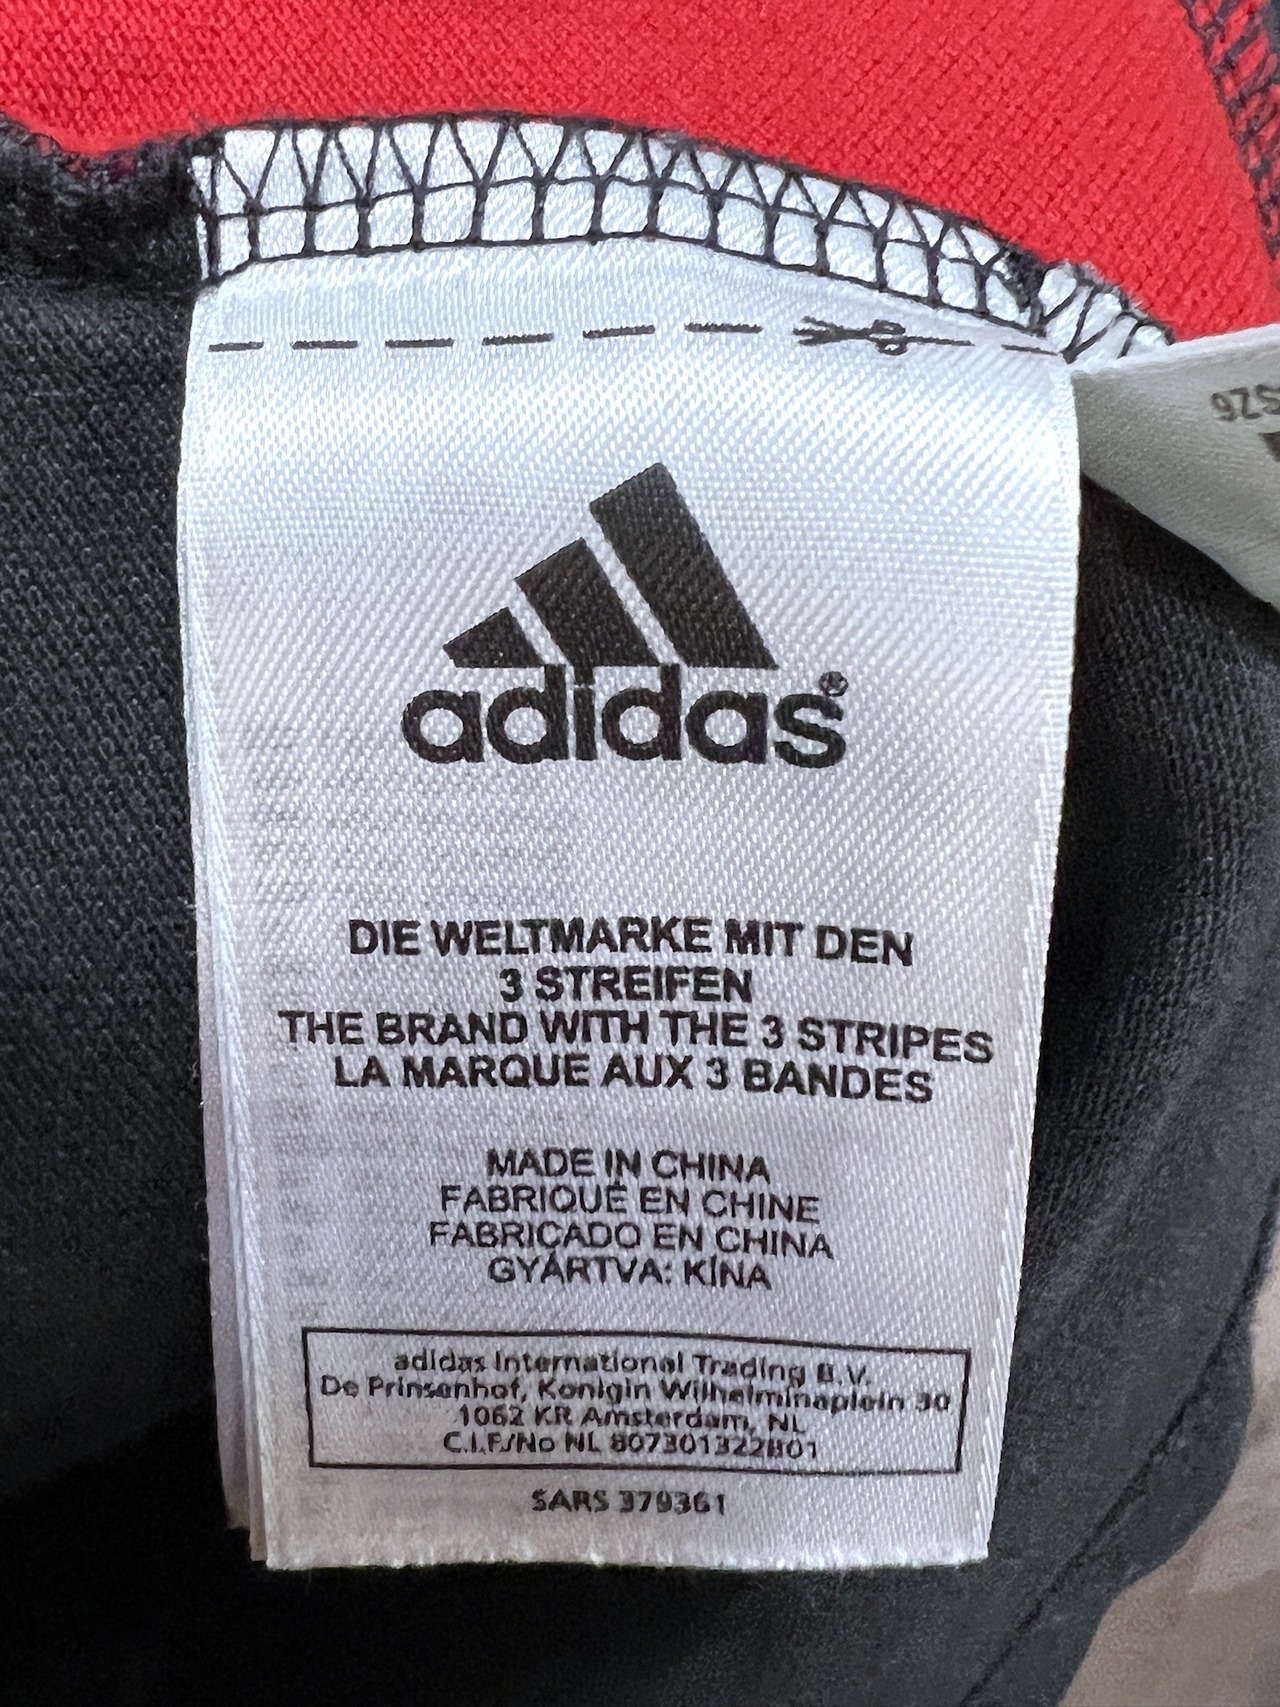 adidas®
DIE WELTMARKE MIT DEN
3 STREIFEN
THE BRAND WITH THE 3 STRIPES
LA MARQUE AUX 3 BANDES
MADE IN CHINA
FABRIQUÉ EN CHINE
FABRICADO EN CHINA
GYÁRTVA: KÍNA
adidas International Trading B.V.
De Prinsenhof, Konigin Wilhelminaplein 30
1062 KR Amsterdam, NL
C.I.F./No NL 807301322B01
SARS 379361